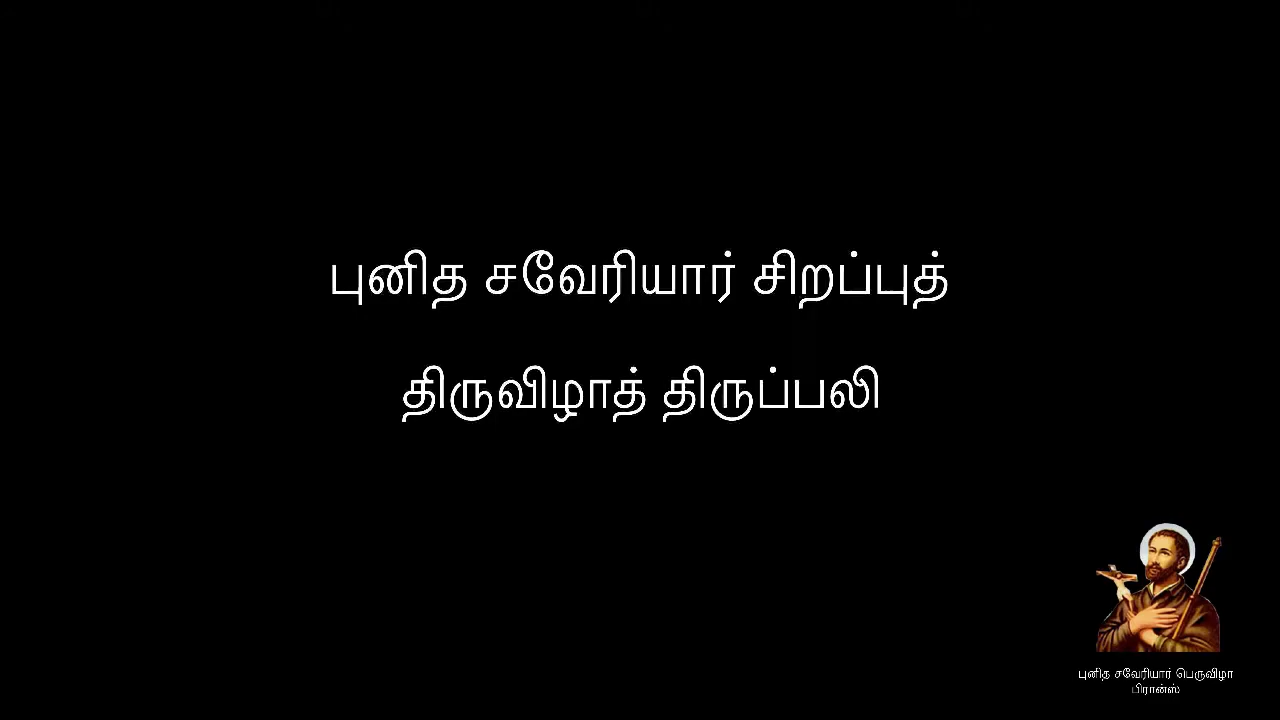 புனித சவேரியார் சிறப்புத்
திருவிழாத் திருப்பலி
புனித சவேரியார் பெருவிழா
பிரான்ஸ்